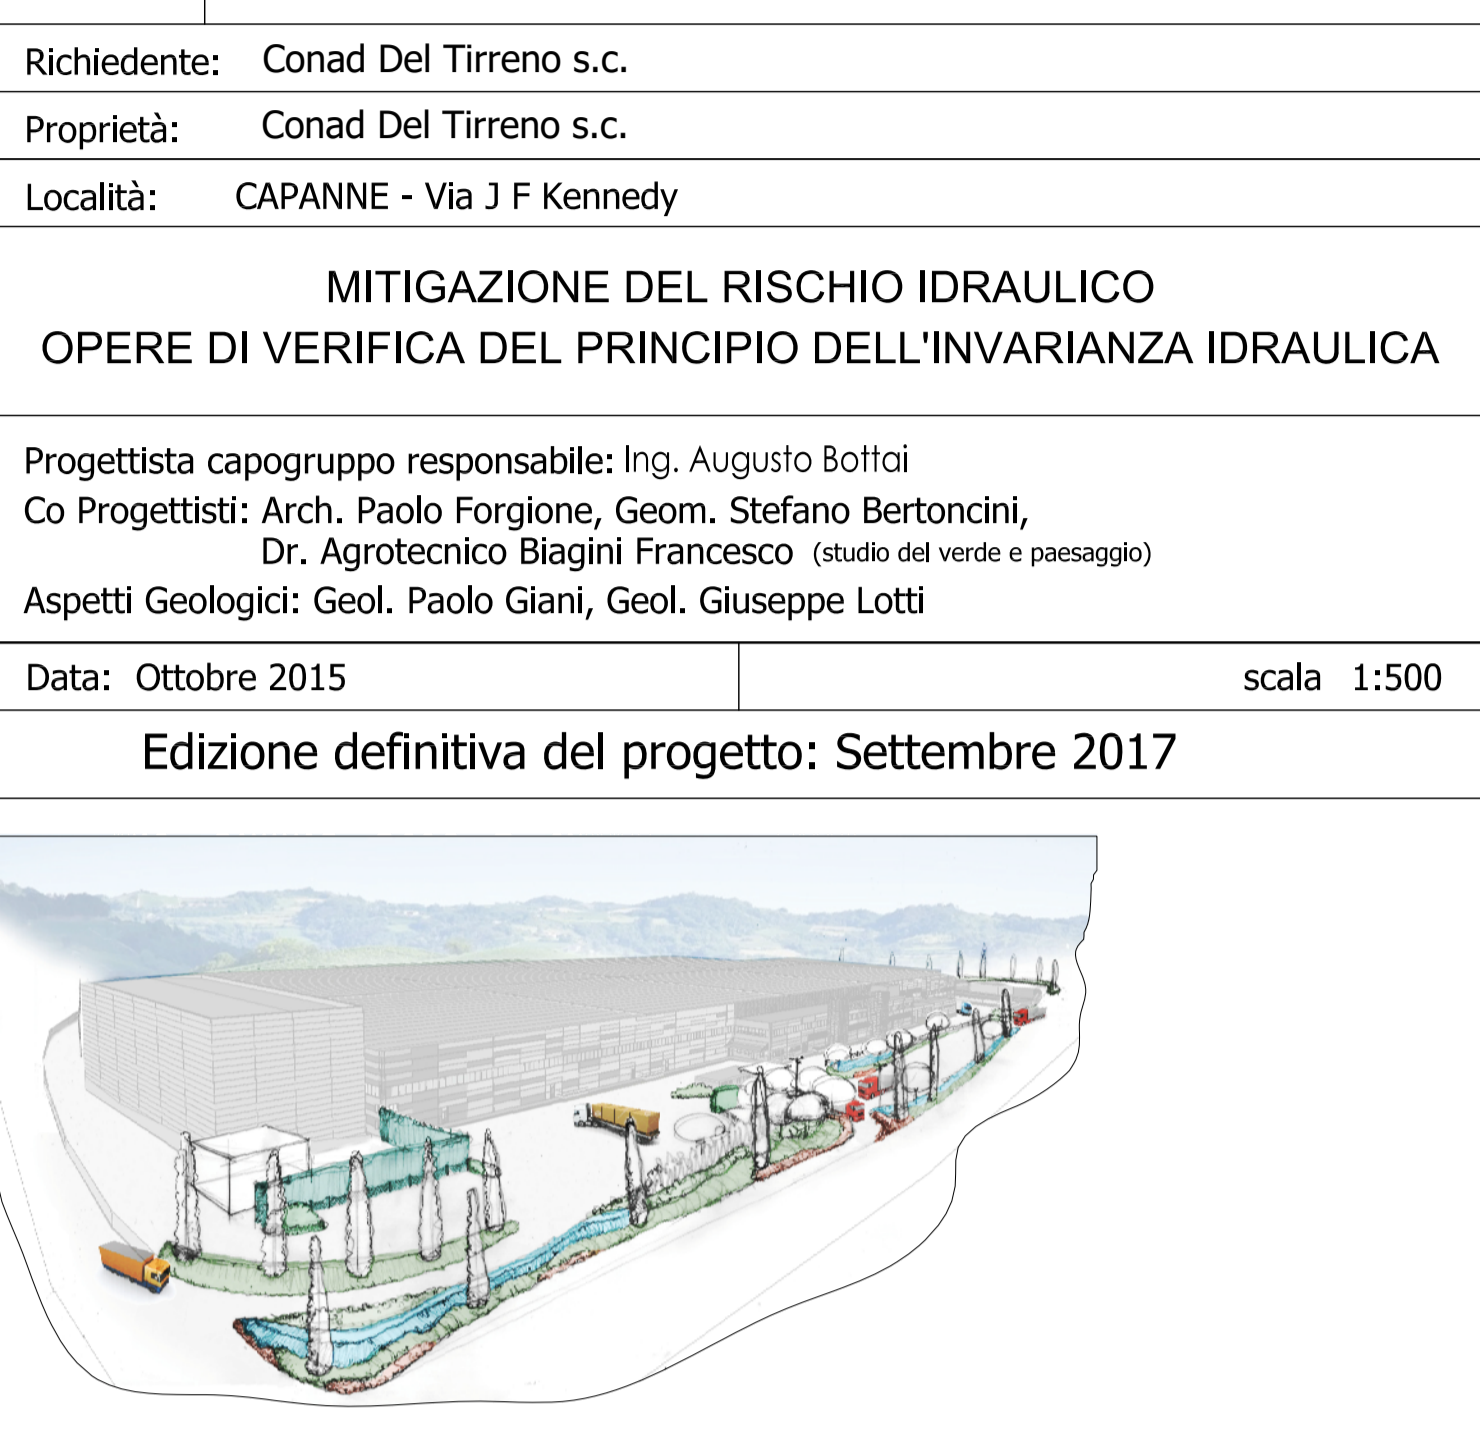 Richiedente: Conad Del Tirreno s.c.
Proprietà: Conad Del Tirreno s.c.
Località: CAPANNE - Via J F Kennedy
MITIGAZIONE DEL RISCHIO IDRAULICO
OPERE DI VERIFICA DEL PRINCIPIO DELL'INVARIANZA IDRAULICA
Progettista capogruppo responsabile: Ing. Augusto Bottai
Co Progettisti: Arch. Paolo Forgione, Geom. Stefano Bertoncini,
Dr. Agrotecnico Biagini Francesco (studio del verde e paesaggio)
Aspetti Geologici: Geol. Paolo Giani, Geol. Giuseppe Lotti
Data: Ottobre 2015 scala 1:500
Edizione definitiva del progetto: Settembre 2017